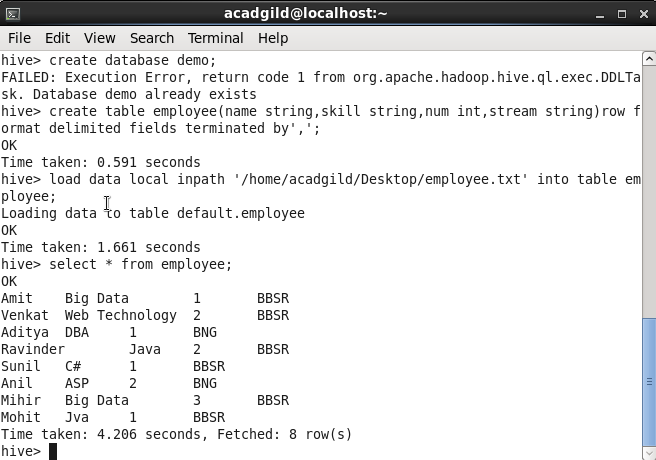 acadgild@localhost:~
File Edit View Search Terminal Help
hive> create database demo;
FAILED: Execution Error, return code 1 from org.apache.hadoop.hive.ql.exec.DDLTa
sk. Database demo already exists
hive> create table employee(name string,skill string,num int,stream string)row f
ormat delimited fields terminated by',';
OK
Time taken: 0.591 seconds
hive> load data local inpath '/home/acadgild/Desktop/employee.txt' into table em
ployee;
Loading data to table default.employee
OK
Time taken: 1.661 seconds
hive> select * from employee;
OK
Amit    Big Data        1       BBSR
Venkat  Web Technology  2       BBSR
Aditya  DBA     1       BNG
Ravinder        Java    2       BBSR
Sunil   C#      1       BBSR
Anil    ASP     2       BNG
Mihir   Big Data        3       BBSR
Mohit   Jva     1       BBSR
Time taken: 4.206 seconds, Fetched: 8 row(s)
hive>